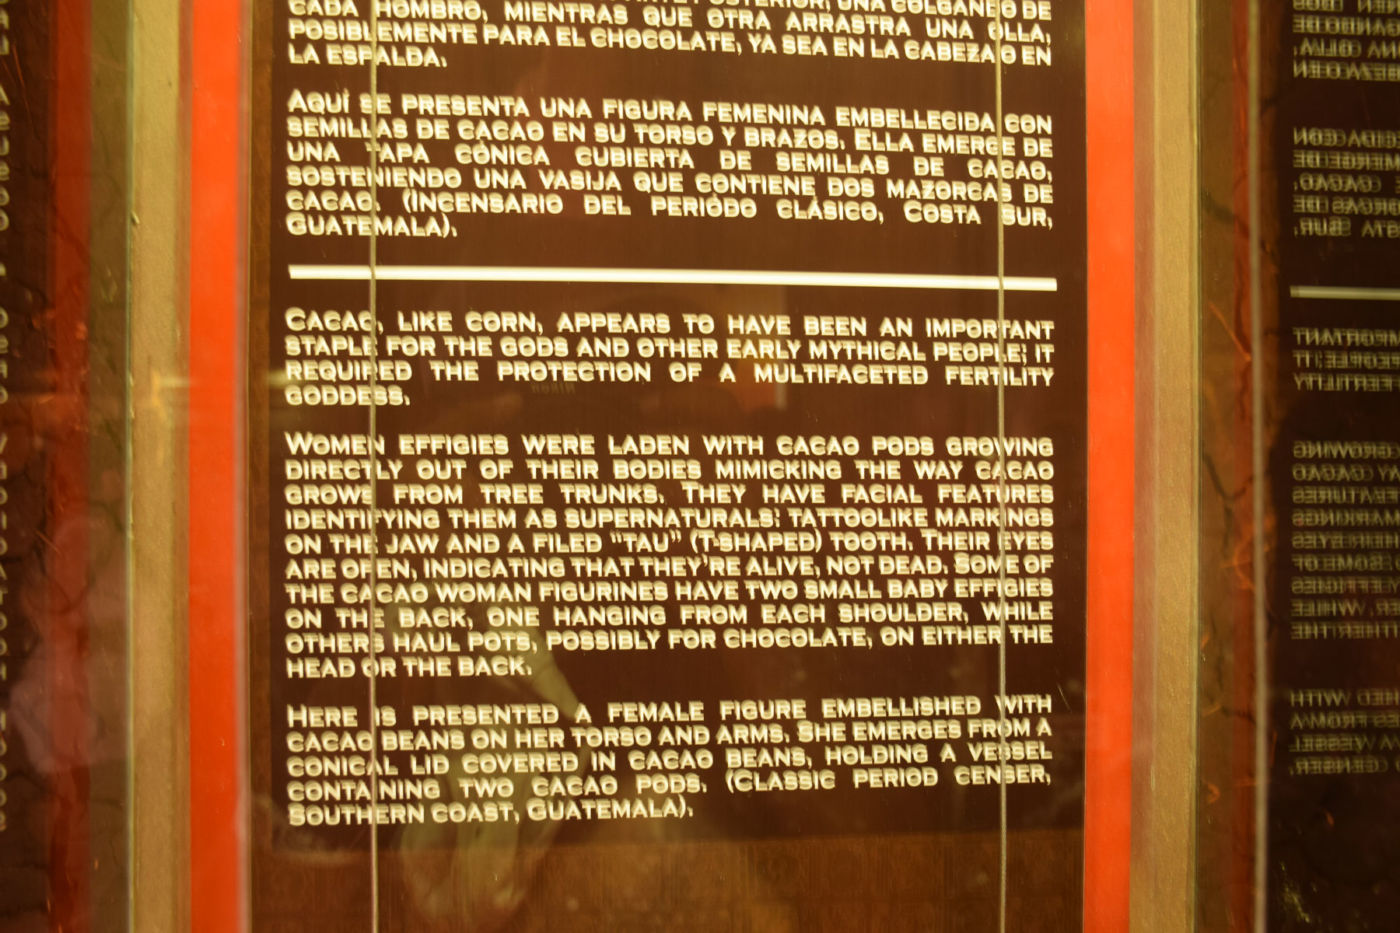 POSTERIOR, UNA COLGANDO DE
CADA HOMBRO, MIENTRAS QUE OTRA ARRASTRA UNA OLLA,
POSIBLEMENTE PARA EL CHOCOLATE, YA SEA EN LA CABEZA O EN
LA ESPALDA.
AQUÍ SE PRESENTA UNA FIGURA FEMENINA EMBELLECIDA CON
SEMILLAS DE CACAO EN SU TORSO Y BRAZOS. ELLA EMERGE DE
UNA TAPA CÓNICA CUBIERTA DE SEMILLAS DE CACAO,
SOSTENIENDO UNA VASIJA QUE CONTIENE DOS MAZORCAS DE
CACAO. (INCENSARIO DEL PERIÓDO CLÁSICO, COSTA SUR,
GUATEMALA).
CACAO, LIKE CORN, APPEARS TO HAVE BEEN AN IMPORTANT
STAPLE FOR THE GODS AND OTHER EARLY MYTHICAL PEOPLE; IT
REQUIRED THE PROTECTION OF A MULTIFACETED FERTILITY
GODDESS.
WOMEN EFFIGIES WERE LADEN WITH CACAO PODS GROWING
DIRECTLY OUT OF THEIR BODIES MIMICKING THE WAY CACAO
GROWS FROM TREE TRUNKS. THEY HAVE FACIAL FEATURES
IDENTIFYING THEM AS SUPERNATURALS: TATTOOLIKE MARKINGS
ON THE JAW AND A FILED "TAU" (T-SHAPED) TOOTH. THEIR EYES
ARE OPEN, INDICATING THAT THEY'RE ALIVE, NOT DEAD. SOME OF
THE CACAO WOMAN FIGURINES HAVE TWO SMALL BABY EFFIGIES
ON THE BACK, ONE HANGING FROM EACH SHOULDER, WHILE
OTHERS HAUL POTS, POSSIBLY FOR CHOCOLATE, ON EITHER THE
HEAD OR THE BACK.
HERE IS PRESENTED A FEMALE FIGURE EMBELLISHED WITH
CACAO BEANS ON HER TORSO AND ARMS. SHE EMERGES FROM A
CONICAL LID COVERED IN CACAO BEANS, HOLDING A VESSEL
CONTAINING TWO CACAO PODS. (CLASSIC PERIOD CENSER,
SOUTHERN COAST, GUATEMALA).